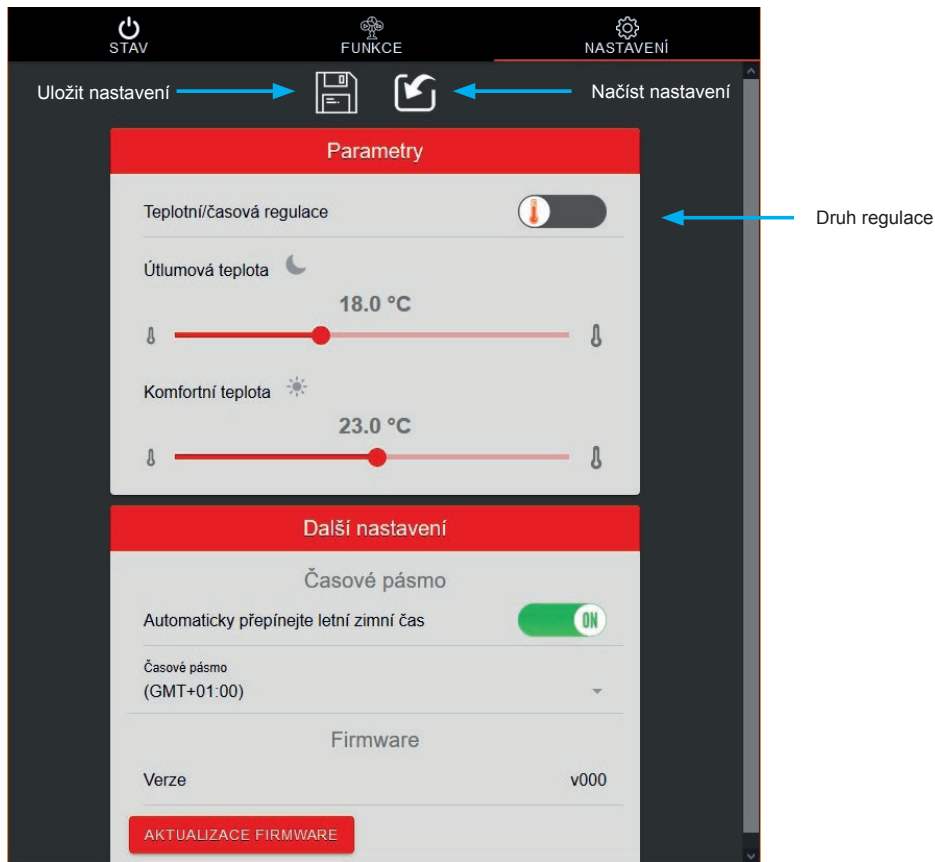 STAV
FUNKCE
NASTAVENÍ
Uložit nastavení
Načíst nastavení
Parametry
Teplotní/časová regulace
Druh regulace
Útlumová teplota
18.0 °C
Komfortní teplota
23.0 °C
Další nastavení
Časové pásmo
Automaticky přepínejte letní zimní čas
ON
Časové pásmo
(GMT+01:00)
Firmware
Verze v000
AKTUALIZACE FIRMWARE